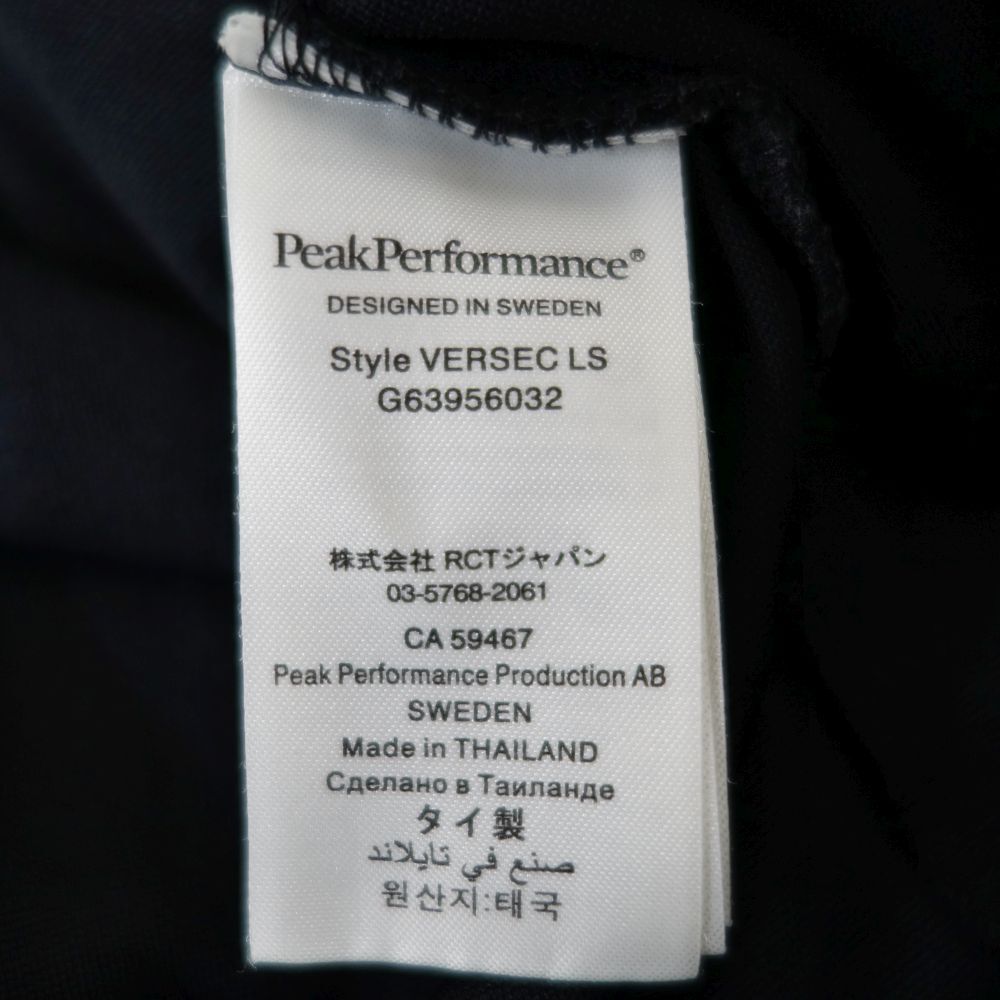 PeakPerformance®
DESIGNED IN SWEDEN
Style VERSEC LS
G63956032
株式会社 RCTジャパン
03-5768-2061
CA 59467
Peak Performance Production AB
SWEDEN
Made in THAILAND
Сделано в Таиланде
タイ製
صنع في تايلاند
원산지:태국